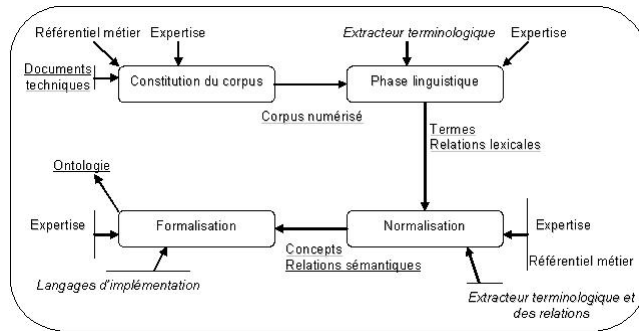 Référentiel métier Expertise
Extracteur terminologique Expertise
Documents
techniques
Constitution du corpus
Phase linguistique
Corpus numérisé
Termes
Relations lexicales
Ontologie
Expertise
Formalisation
Normalisation
Expertise
Référentiel métier
Concepts
Relations sémantiques
Langages d'implémentation
Extracteur terminologique et
des relations